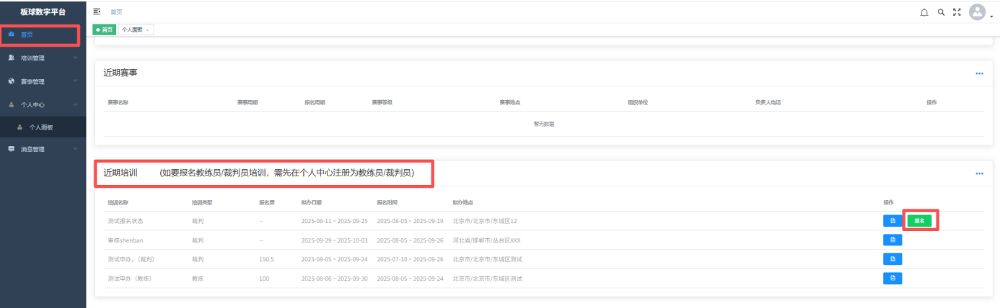 板球数字平台
首页
首页
个人面板 ×
首页
培训管理
赛事管理
个人中心
个人面板
消息管理
近期赛事
赛事名称 赛事周期 报名周期 赛事等级 赛事地点 组织单位 负责人电话 操作
暂无数据
近期培训 (如要报名教练员/裁判员培训，需先在个人中心注册为教练员/裁判员)
培训名称 培训类型 报名费 拟办日期 报名时间 拟办地点 操作
测试报名状态 裁判 -- 2025-08-11 ~ 2025-09-25 2025-08-05 ~ 2025-09-19 北京市/北京市/东城区12 报名
审核shenban 裁判 -- 2025-09-29 ~ 2025-10-03 2025-08-05 ~ 2025-09-26 河北省/邯郸市/丛台区XXX
测试申办，（裁判） 裁判 150.5 2025-08-05 ~ 2025-09-24 2025-07-10 ~ 2025-09-26 北京市/北京市/东城区测试
测试申办（教练） 教练 100 2025-08-06 ~ 2025-09-30 2025-08-05 ~ 2025-09-24 北京市/北京市/东城区测试